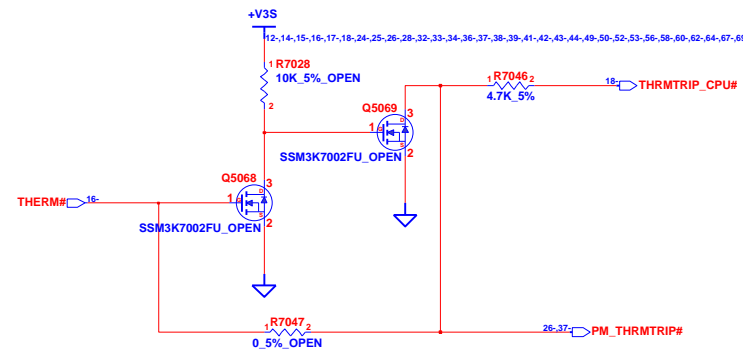 +V3S
12-,14-,15-,16-,17-,18-,24-,25-,26-,28-,32-,33-,34-,36-,37-,38-,39-,41-,42-,43-,44-,49-,50-,52-,53-,56-,58-,60-,62-,64-,67-,69
1
R7028
10K_5%_OPEN
2
1 R7046 2
4.7K_5%
18-
THRMTRIP_CPU#
Q5069
3
D
1
G
S
2
SSM3K7002FU_OPEN
Q5068
3
D
THERM#
16-
1
G
S
2
SSM3K7002FU_OPEN
1 R7047 2
0_5%_OPEN
26-,37-
PM_THRMTRIP#